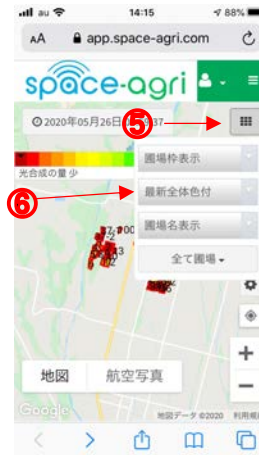 au 14:15 88%
AA app.space-agri.com
space-agri
2020年05月26日 37
⑤
光合成の量 少
圃場枠表示
⑥
最新全体色付
圃場名表示
全て圃場
地図 航空写真
Google 地図データ ©2020 利用規